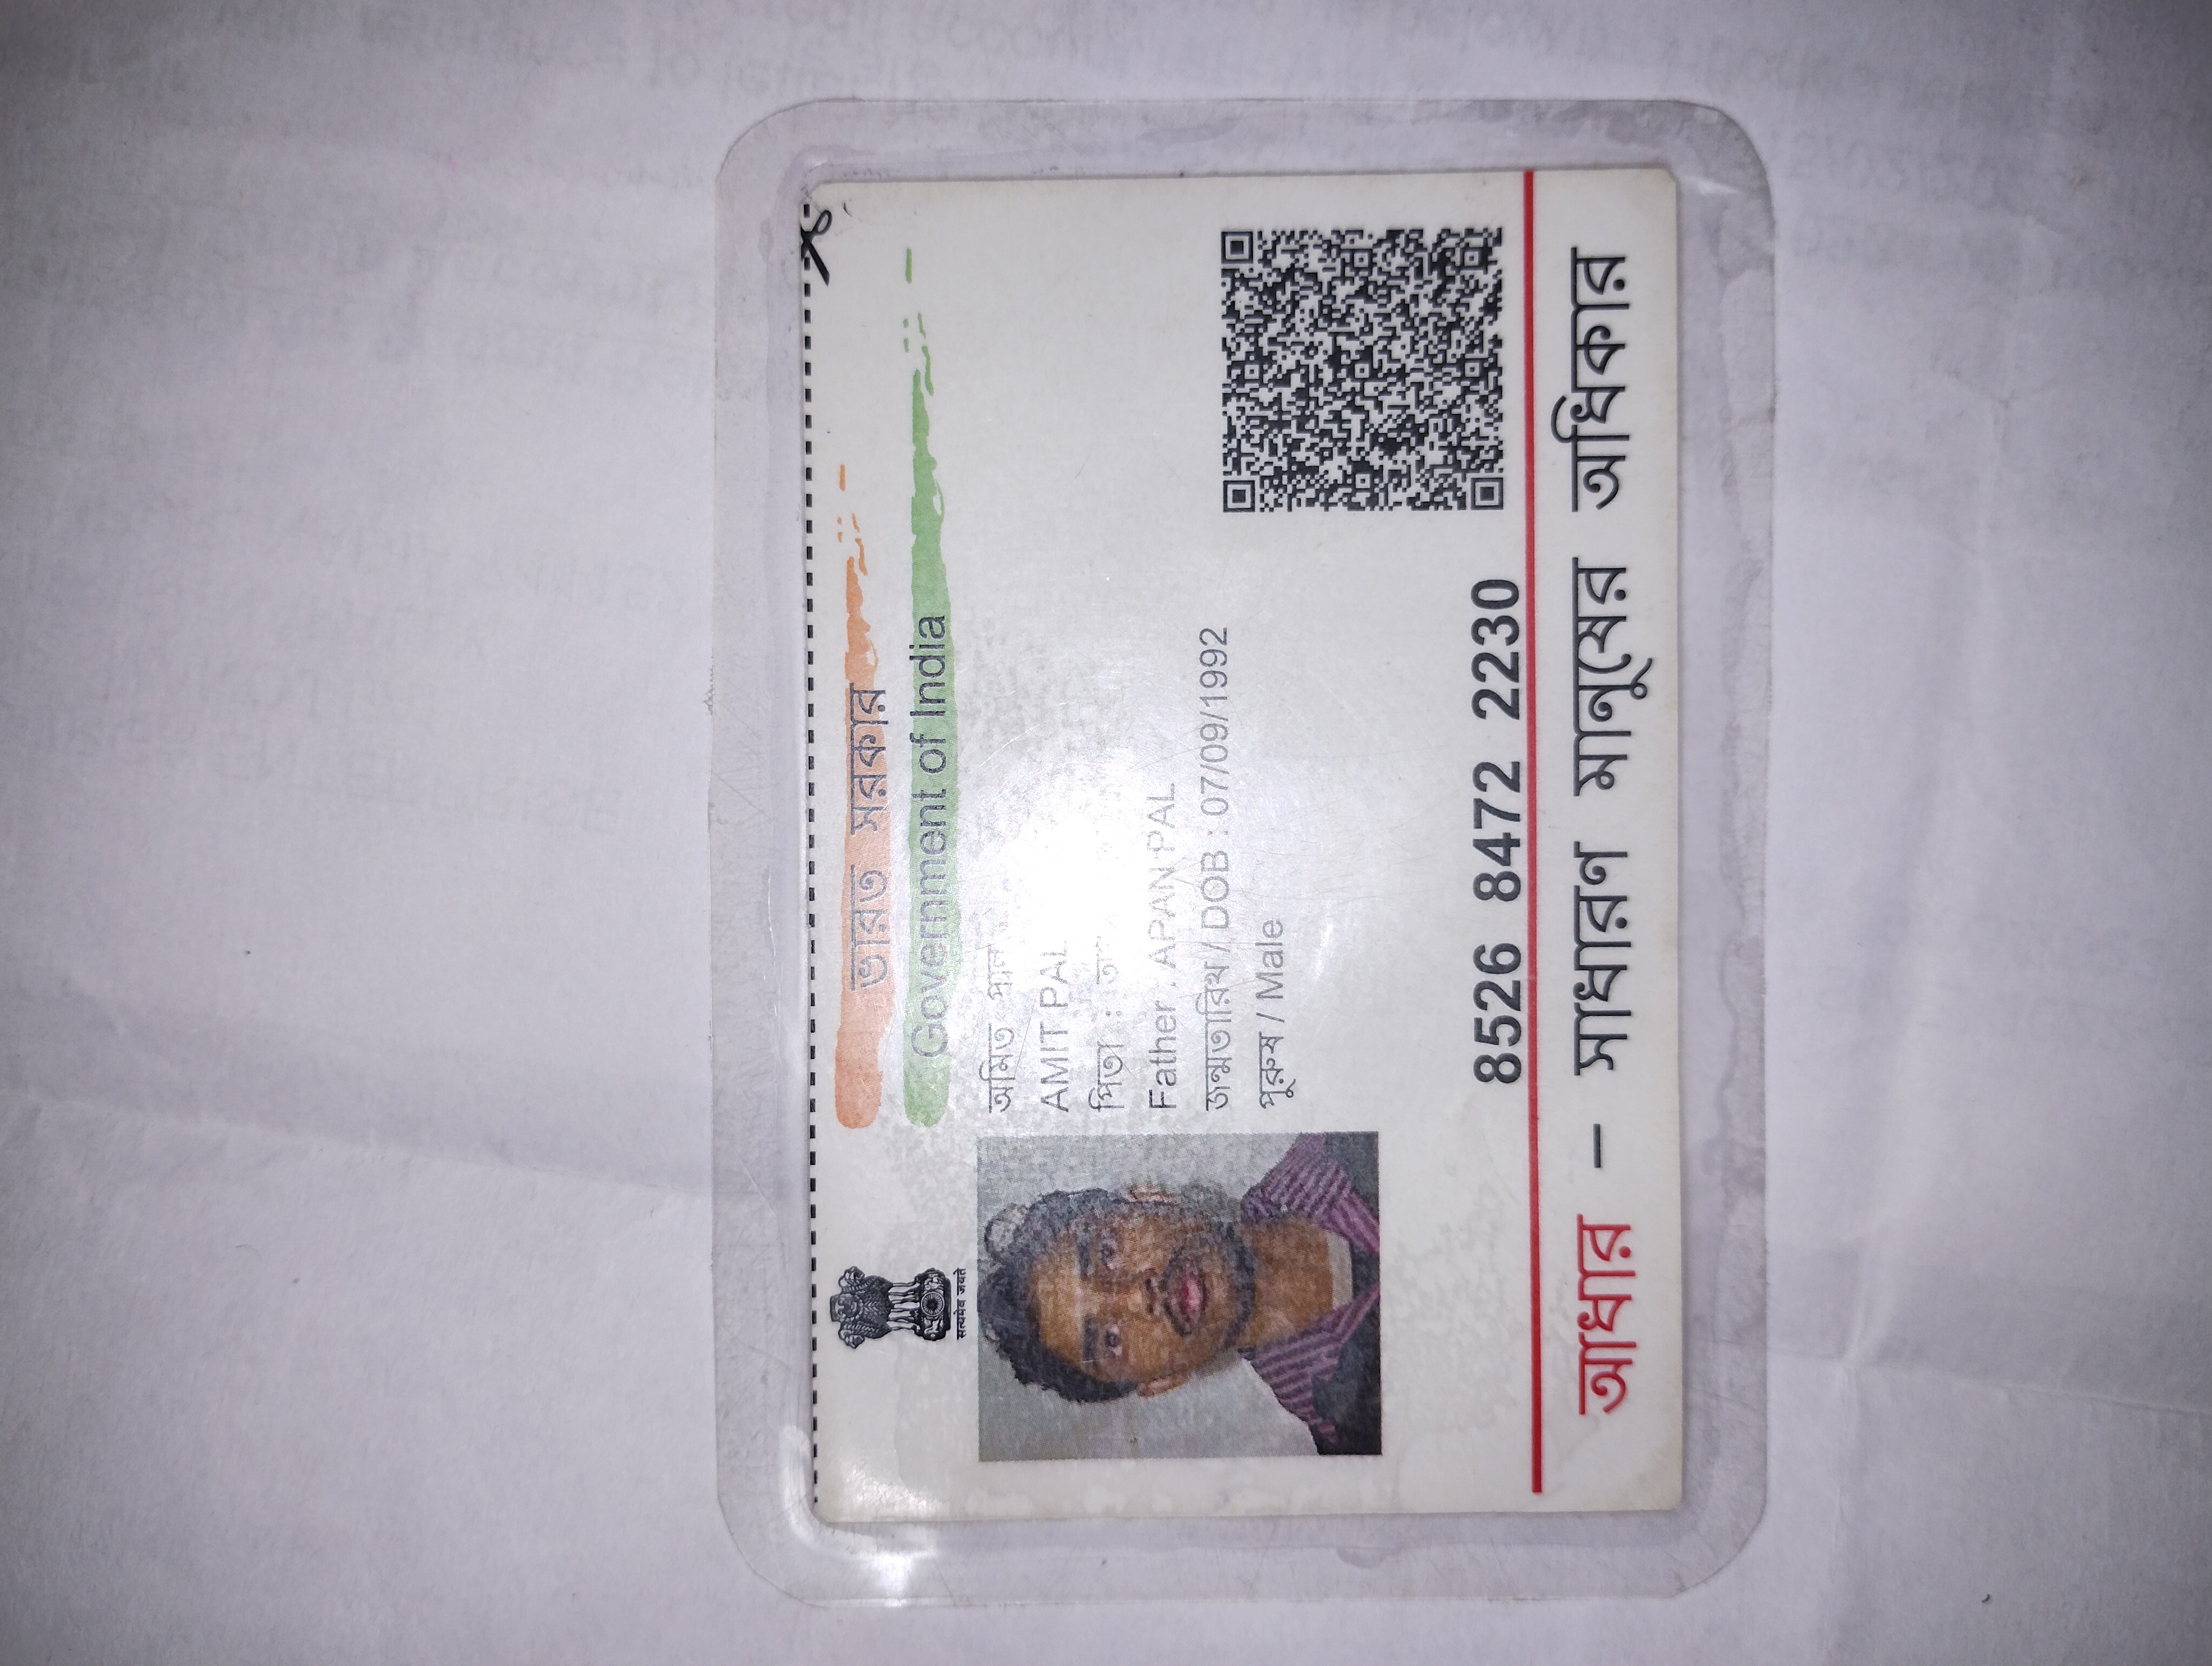 ভারত সরকার
Government of India
सत्यमेव जयते
অমিত পাল
AMIT PAL
পিতা :
Father : APAN PAL
জন্মতারিখ / DOB : 07/09/1992
পুরুষ / Male
8526 8472 2230
আধার – সাধারণ মানুষের অধিকার